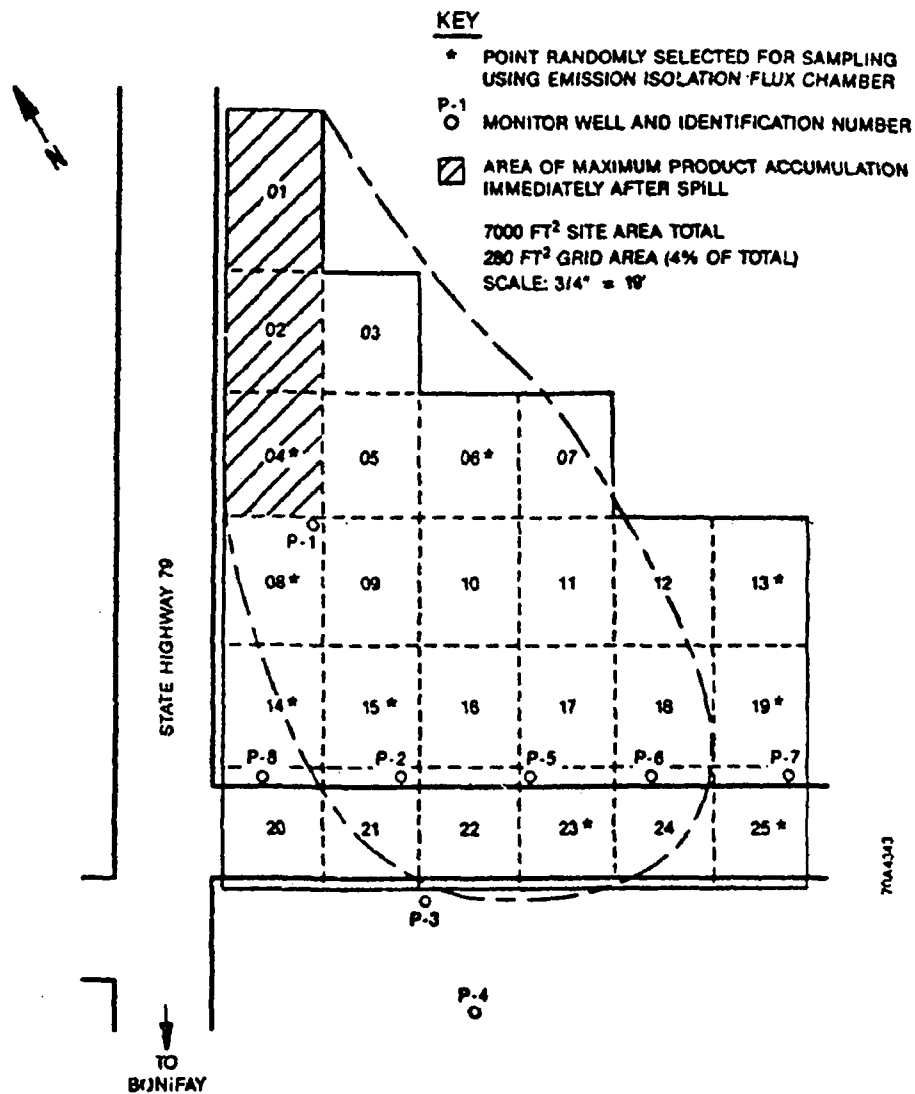 KEY
* POINT RANDOMLY SELECTED FOR SAMPLING
USING EMISSION ISOLATION FLUX CHAMBER
P-1
MONITOR WELL AND IDENTIFICATION NUMBER
AREA OF MAXIMUM PRODUCT ACCUMULATION
IMMEDIATELY AFTER SPILL
7000 FT² SITE AREA TOTAL
280 FT² GRID AREA (4% OF TOTAL)
SCALE: 3/4" = 19'
N
01
02 03
04* 05 06* 07
P-1
08* 09 10 11 12 13*
STATE HIGHWAY 79
14* 15* 16 17 18 19*
P-8 P-2 P-5 P-6 P-7
20 21 22 23* 24 25*
70A4343
P-3
P-4
TO
BONIFAY